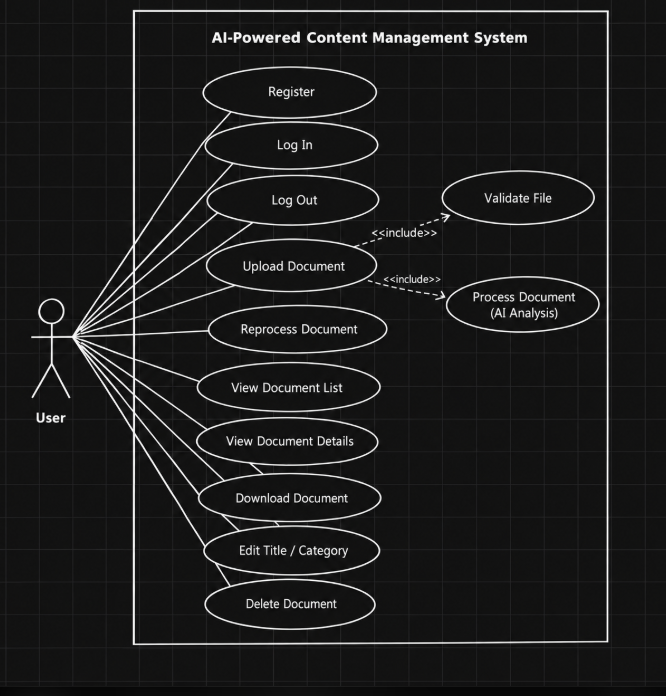 AI-Powered Content Management System
Register
Log In
Log Out
Validate File
<<include>>
Upload Document
<<include>>
Process Document
(AI Analysis)
Reprocess Document
View Document List
User
View Document Details
Download Document
Edit Title / Category
Delete Document